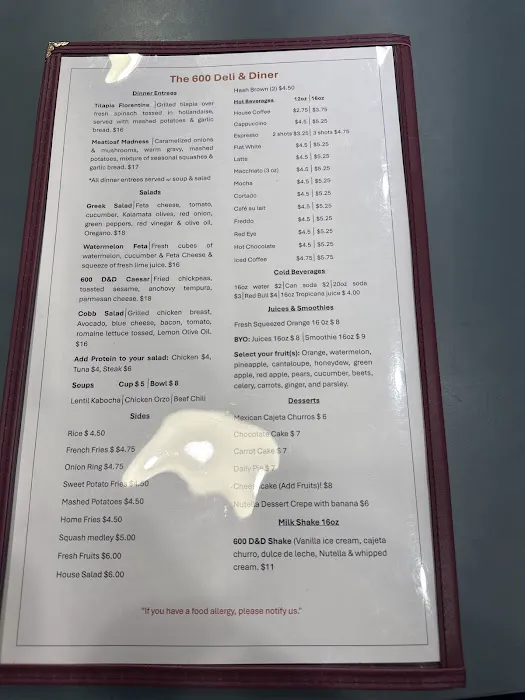 The 600 Deli & Diner
Dinner Entrees
Tilapia Florentine |Grilled tilapia over
fresh spinach tossed in hollandaise,
served with mashed potatoes & garlic
bread. $16
Meatloaf Madness |Caramelized onions
& mushrooms, warm gravy, mashed
potatoes, mixture of seasonal squashes &
garlic bread. $17
*All dinner entrees served w/ soup & salad
Salads
Greek Salad|Feta cheese, tomato,
cucumber, Kalamata olives, red onion,
green peppers, red vinegar & olive oil,
Oregano. $18
Watermelon Feta|Fresh cubes of
watermelon, cucumber & Feta Cheese &
squeeze of fresh lime juice. $16
600 D&D Caesar|Fried chickpeas,
toasted sesame, anchovy tempura,
parmesan cheese. $18
Cobb Salad|Grilled chicken breast,
Avocado, blue cheese, bacon, tomato,
romaine lettuce tossed, Lemon Olive Oil.
$16
Add Protein to your salad: Chicken $4,
Tuna $4, Steak $6
Soups Cup $5 | Bowl $8
Lentil Kabocha|Chicken Orzo|Beef Chili
Sides
Rice $ 4.50
French Fries $ $4.75
Onion Ring $4.75
Sweet Potato Fries $4.50
Mashed Potatoes $4.50
Home Fries $4.50
Squash medley $5.00
Fresh Fruits $6.00
House Salad $6.00
Hash Brown (2) $4.50
Hot Beverages 12oz | 16oz
House Coffee $2.75| $3.75
Cappuccino $4.5 | $5.25
Espresso 2 shots $3.25| 3 shots $4.75
Flat White $4.5 | $5.25
Latte $4.5 | $5.25
Macchiato (3 oz) $4.5 | $5.25
Mocha $4.5 | $5.25
Cortado $4.5 | $5.25
Café au lait $4.5 | $5.25
Freddo $4.5 | $5.25
Red Eye $4.5 | $5.25
Hot Chocolate $4.5 | $5.25
Iced Coffee $4.75| $5.75
Cold Beverages
16oz water $2|Can soda $2|20oz soda
$3|Red Bull $4|16oz Tropicana juice $ 4.00
Juices & Smoothies
Fresh Squeezed Orange 16 Oz $ 8
BYO: Juices 16oz $ 8 |Smoothie 16oz $ 9
Select your fruit(s): Orange, watermelon,
pineapple, cantaloupe, honeydew, green
apple, red apple, pears, cucumber, beets,
celery, carrots, ginger, and parsley.
Desserts
Mexican Cajeta Churros $ 6
Chocolate Cake $ 7
Carrot Cake $ 7
Daily Pie $ 7
Cheesecake (Add Fruits)! $8
Nutella Dessert Crepe with banana $6
Milk Shake 16oz
600 D&D Shake (Vanilla ice cream, cajeta
churro, dulce de leche, Nutella & whipped
cream. $11
"If you have a food allergy, please notify us."